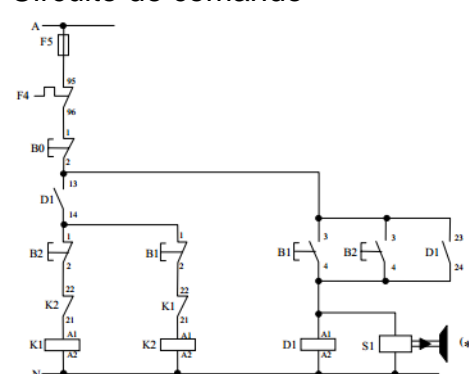 Circuito de comando
A
F5
95
F4
96
1
B0
2
13
D1
14
1
B2
2
1
B1
2
3
B1
4
3
B2
4
23
D1
24
22
K2
21
22
K1
21
A1
K1
A2
A1
K2
A2
A1
D1
A2
S1
N